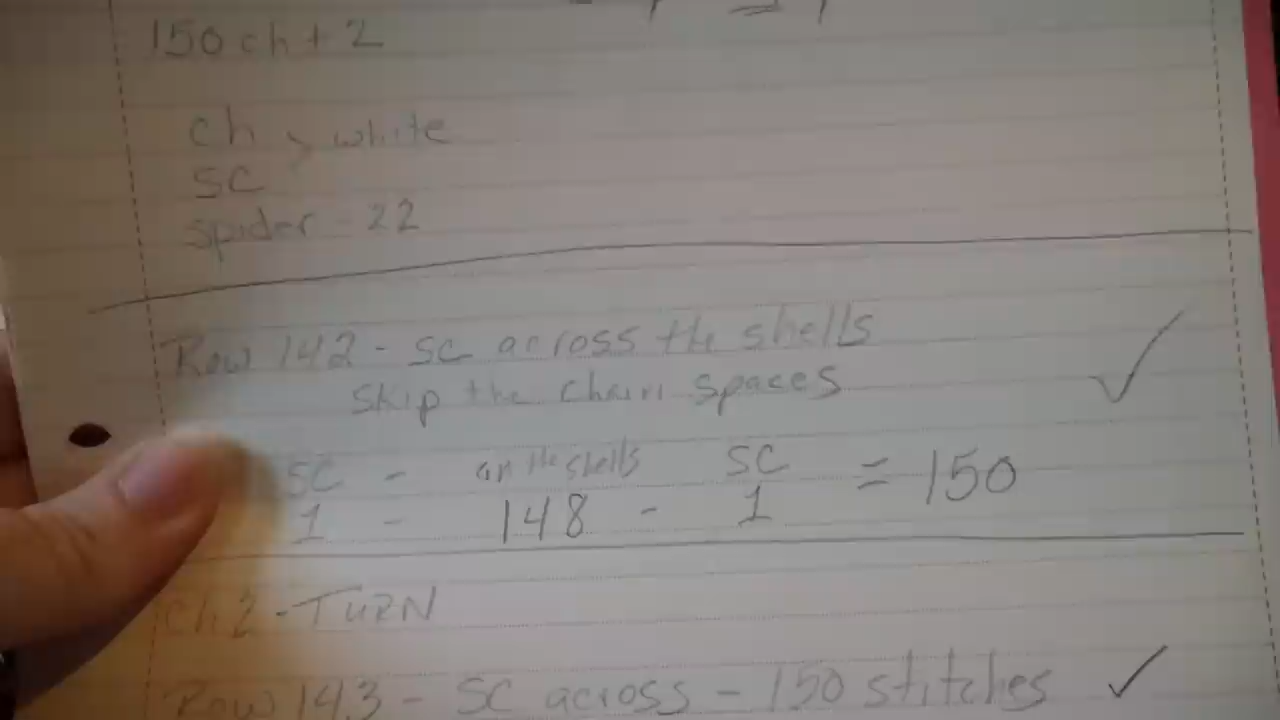 150 ch + 2
ch > white
SC
spider - 22
Row 142 - SC across the shells
skip the chain spaces
SC - on the shells SC = 150
1 - 148 - 1
Ch 2 - TURN
Row 143 - SC across - 150 stitches